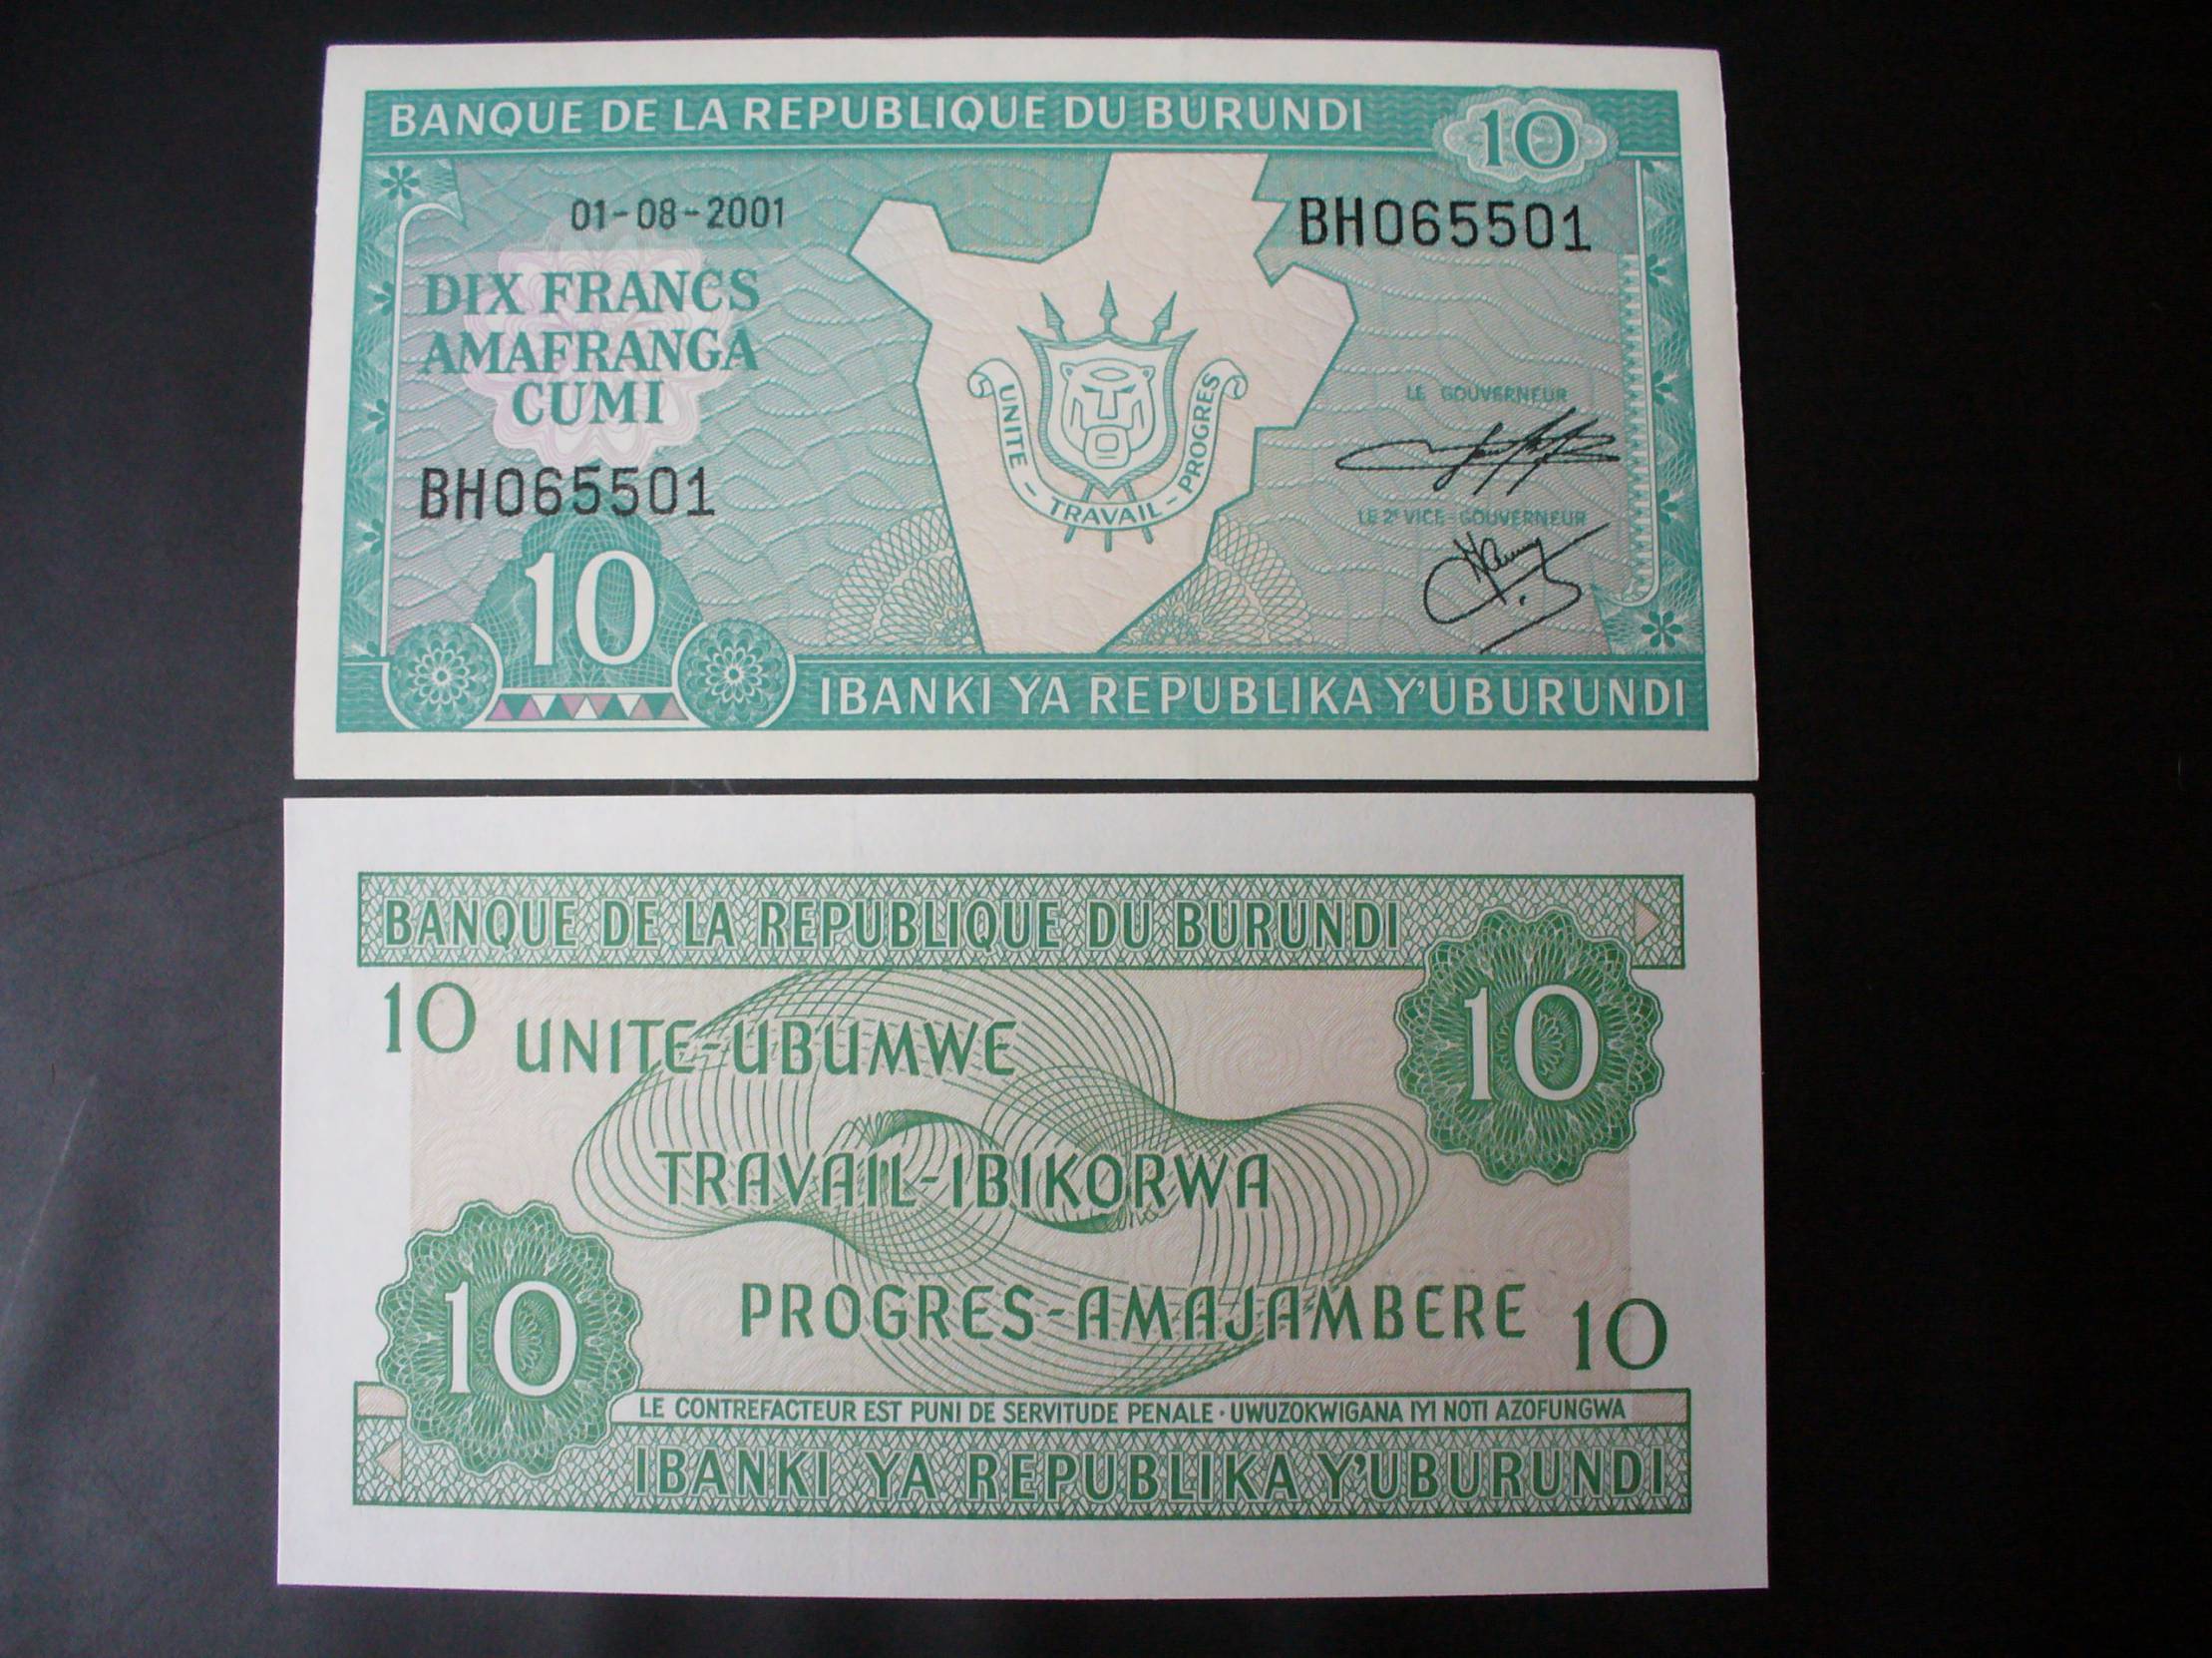 BANQUE DE LA REPUBLIQUE DU BURUNDI
10
01-08-2001
BH065501
DIX FRANCS
AMAFRANGA
CUMI
BH065501
10
UNITE - TRAVAIL - PROGRES
LE GOUVERNEUR
LE 2e VICE-GOUVERNEUR
IBANKI YA REPUBLIKA Y'UBURUNDI
BANQUE DE LA REPUBLIQUE DU BURUNDI
10
10
UNITE-UBUMWE
TRAVAIL-IBIKORWA
PROGRES-AMAJAMBERE
10
10
LE CONTREFACTEUR EST PUNI DE SERVITUDE PENALE · UWUZOKWIGANA IYI NOTI AZOFUNGWA
IBANKI YA REPUBLIKA Y'UBURUNDI